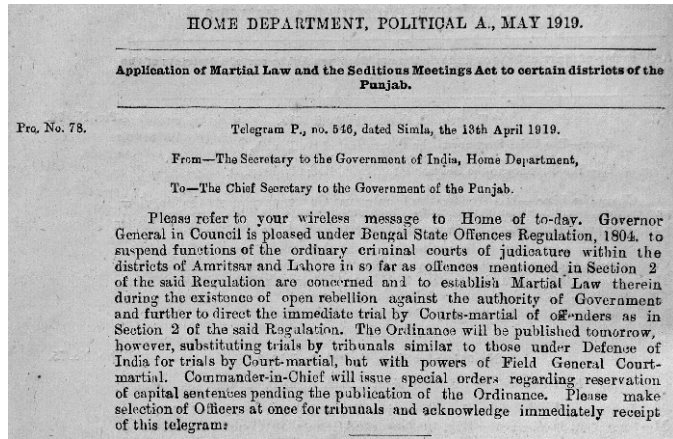 HOME DEPARTMENT, POLITICAL A., MAY 1919.
Application of Martial Law and the Seditious Meetings Act to certain districts of the
Punjab.
Pro. No. 78.
Telegram P., no. 546, dated Simla, the 13th April 1919.
From—The Secretary to the Government of India, Home Department,
To—The Chief Secretary to the Government of the Punjab.
Please refer to your wireless message to Home of to-day. Governor
General in Council is pleased under Bengal State Offences Regulation, 1804, to
suspend functions of the ordinary criminal courts of judicature within the
districts of Amritsar and Lahore in so far as offences mentioned in Section 2
of the said Regulation are concerned and to establish Martial Law therein
during the existence of open rebellion against the authority of Government
and further to direct the immediate trial by Courts-martial of offenders as in
Section 2 of the said Regulation. The Ordinance will be published tomorrow,
however, substituting trials by tribunals similar to those under Defence of
India for trials by Court-martial, but with powers of Field General Court-
martial. Commander-in-Chief will issue special orders regarding reservation
of capital sentences pending the publication of the Ordinance. Please make
selection of Officers at once for tribunals and acknowledge immediately receipt
of this telegram.